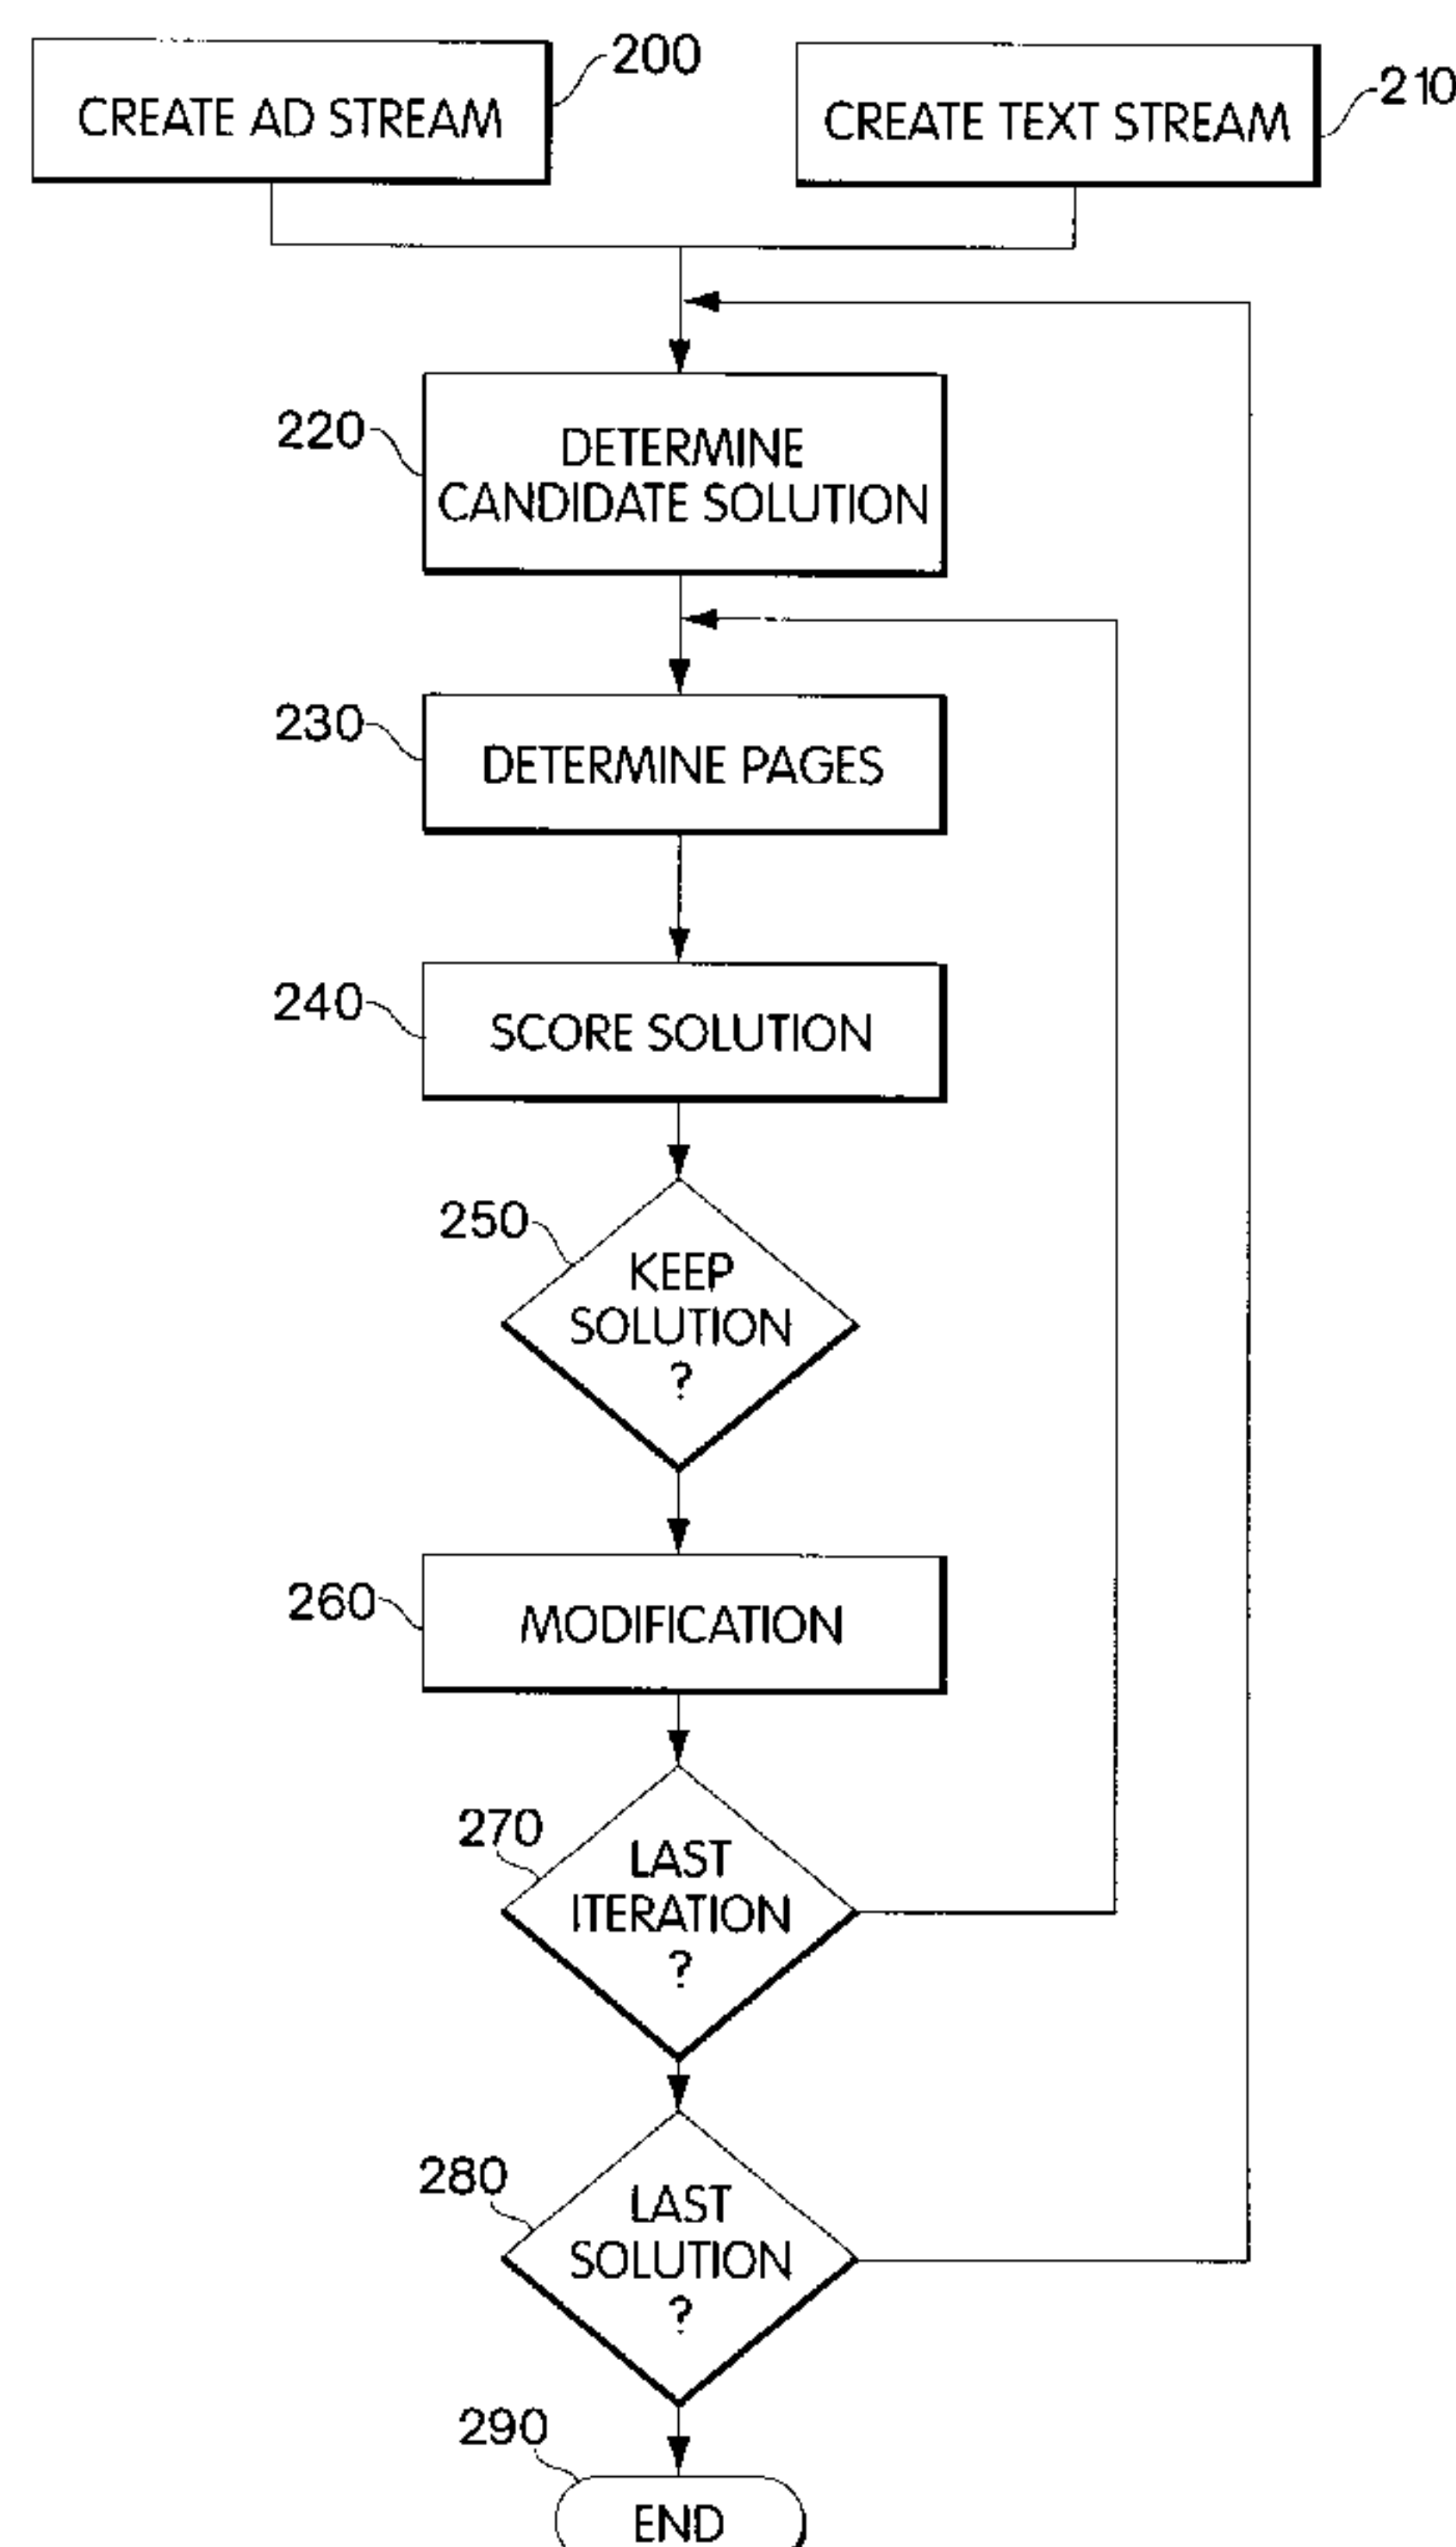 200
CREATE AD STREAM
210
CREATE TEXT STREAM
220
DETERMINE
CANDIDATE SOLUTION
230
DETERMINE PAGES
240
SCORE SOLUTION
250
KEEP
SOLUTION
?
260
MODIFICATION
270
LAST
ITERATION
?
280
LAST
SOLUTION
?
290
END